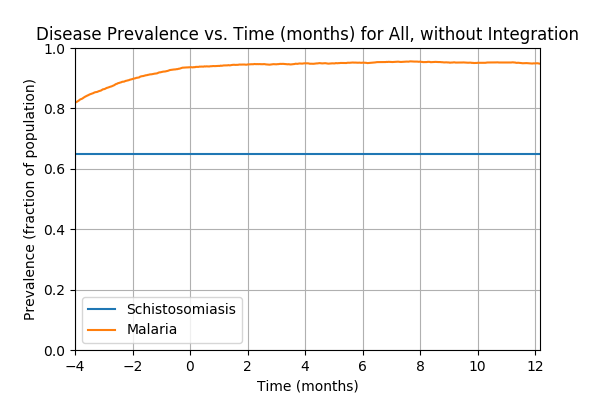 Disease Prevalence vs. Time (months) for All, without Integration
Prevalence (fraction of population)
1.0
0.8
0.6
0.4
0.2
0.0
Schistosomiasis
Malaria
−4 −2 0 2 4 6 8 10 12
Time (months)